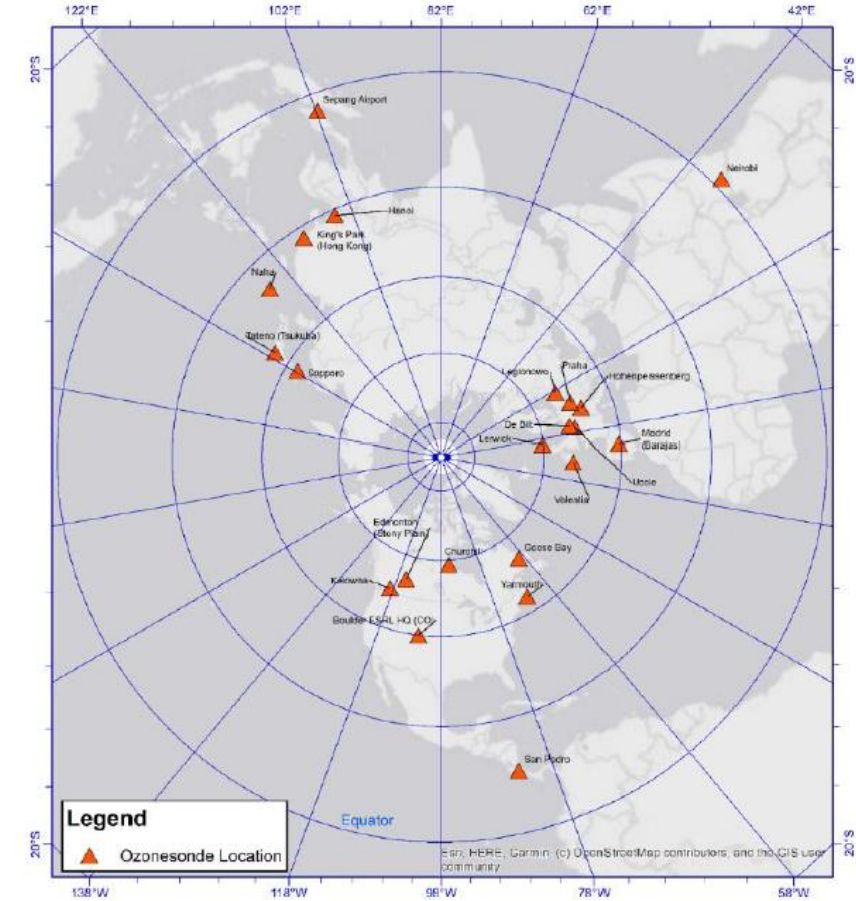 122°E 102°E 82°E 62°E 42°E
20°S
20°S
Sepang Airport
Nairobi
Hanoi
King's Park
(Hong Kong)
Naha
Tateno (Tsukuba)
Sapporo
Legionowo
Praha
Hohenpeissenberg
De Bilt
Lerwick
Madrid
(Barajas)
Uccle
Valentia
Edmonton
(Stony Plain)
Churchill
Goose Bay
Kelowna
Yarmouth
Boulder ESRL HQ (CO)
San Pedro
Equator
Legend
Ozonesonde Location
Esri, HERE, Garmin, (c) OpenStreetMap contributors, and the GIS user
community
20°S
20°S
138°W 118°W 98°W 78°W 58°W